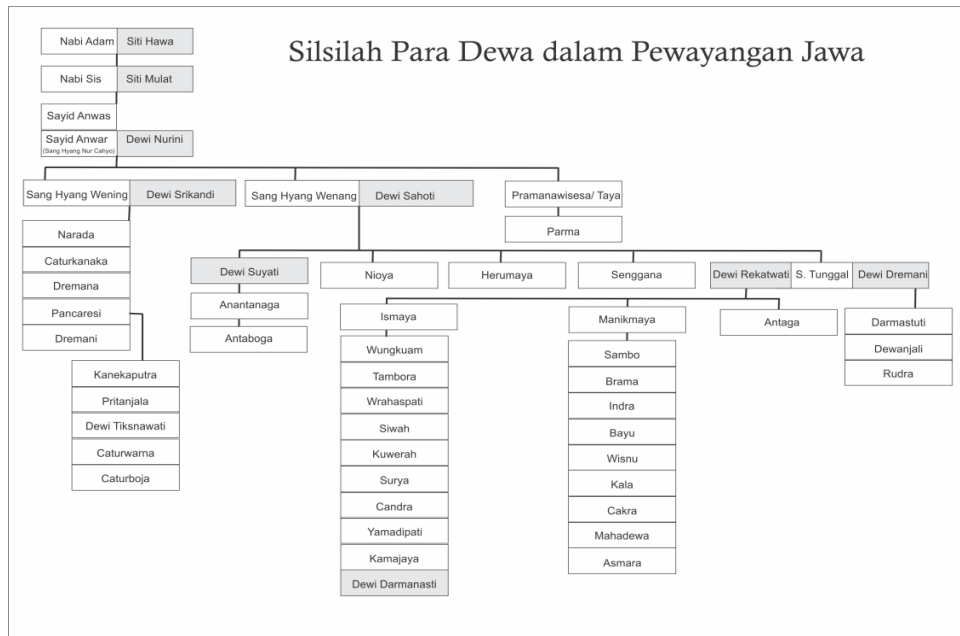 Silsilah Para Dewa dalam Pewayangan Jawa
Nabi Adam
Siti Hawa
Nabi Sis
Siti Mulat
Sayid Anwas
Sayid Anwar
(Sang Hyang Nur Cahyo)
Dewi Nurini
Sang Hyang Wening
Dewi Srikandi
Sang Hyang Wenang
Dewi Sahoti
Pramanawisesa/ Taya
Parma
Narada
Caturkanaka
Dremana
Pancaresi
Dremani
Kanekaputra
Pritanjala
Dewi Tiksnawati
Caturwarna
Caturboja
Dewi Suyati
Anantanaga
Antaboga
Nioya
Herumaya
Senggana
Dewi Rekatwati
S. Tunggal
Dewi Dremani
Ismaya
Wungkuam
Tambora
Wrahaspati
Siwah
Kuwerah
Surya
Candra
Yamadipati
Kamajaya
Dewi Darmanasti
Manikmaya
Sambo
Brama
Indra
Bayu
Wisnu
Kala
Cakra
Mahadewa
Asmara
Antaga
Darmastuti
Dewanjali
Rudra